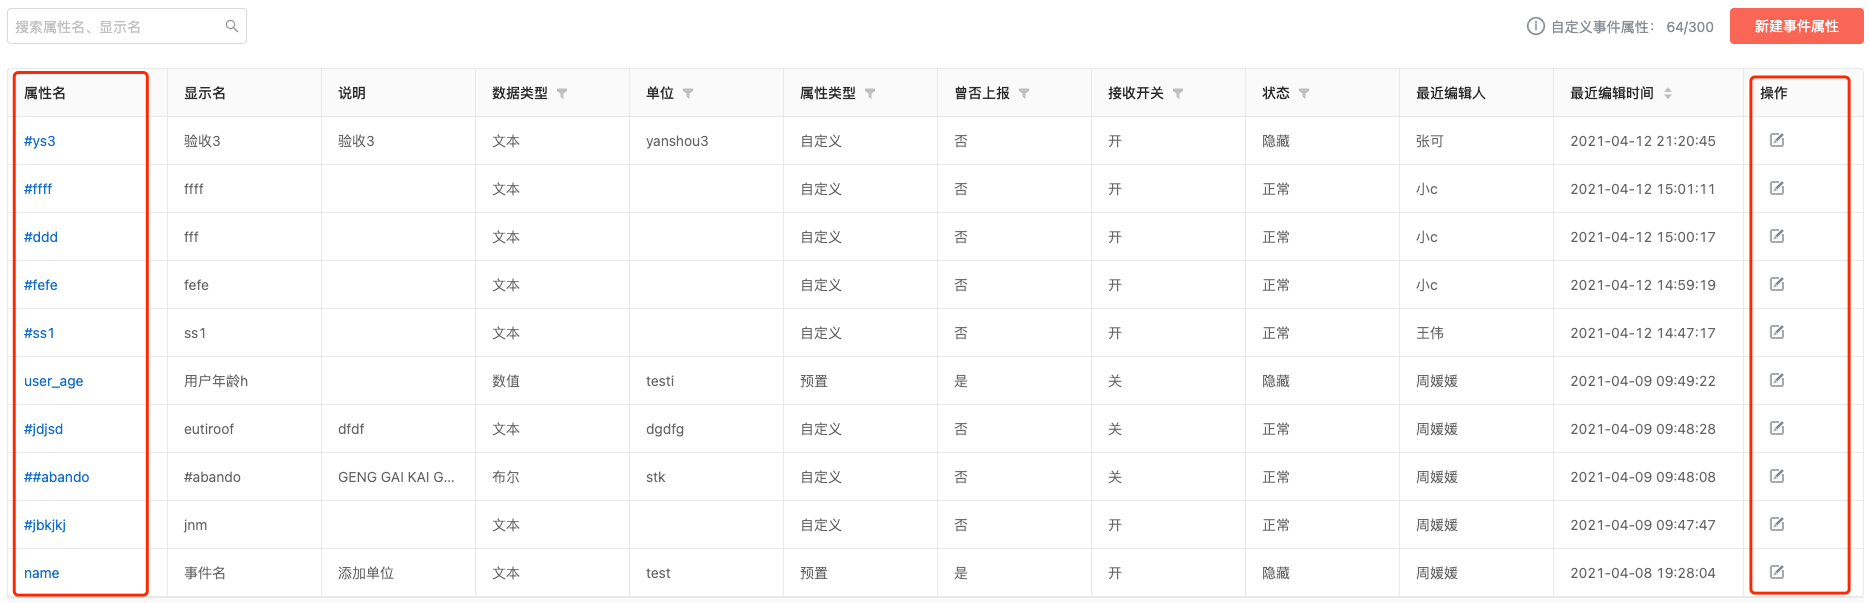 搜索属性名、显示名
自定义事件属性： 64/300
新建事件属性
属性名 显示名 说明 数据类型 单位 属性类型 曾否上报 接收开关 状态 最近编辑人 最近编辑时间 操作
#ys3 验收3 验收3 文本 yanshou3 自定义 否 开 隐藏 张可 2021-04-12 21:20:45
#ffff ffff 文本 自定义 否 开 正常 小c 2021-04-12 15:01:11
#ddd fff 文本 自定义 否 开 正常 小c 2021-04-12 15:00:17
#fefe fefe 文本 自定义 否 开 正常 小c 2021-04-12 14:59:19
#ss1 ss1 文本 自定义 否 开 正常 王伟 2021-04-12 14:47:17
user_age 用户年龄h 数值 testi 预置 是 关 隐藏 周媛媛 2021-04-09 09:49:22
#jdjsd eutiroof dfdf 文本 dgdfg 自定义 否 关 正常 周媛媛 2021-04-09 09:48:28
##abando #abando GENG GAI KAI G... 布尔 stk 自定义 否 关 正常 周媛媛 2021-04-09 09:48:08
#jbkjkj jnm 文本 自定义 否 开 正常 周媛媛 2021-04-09 09:47:47
name 事件名 添加单位 文本 test 预置 是 开 隐藏 周媛媛 2021-04-08 19:28:04